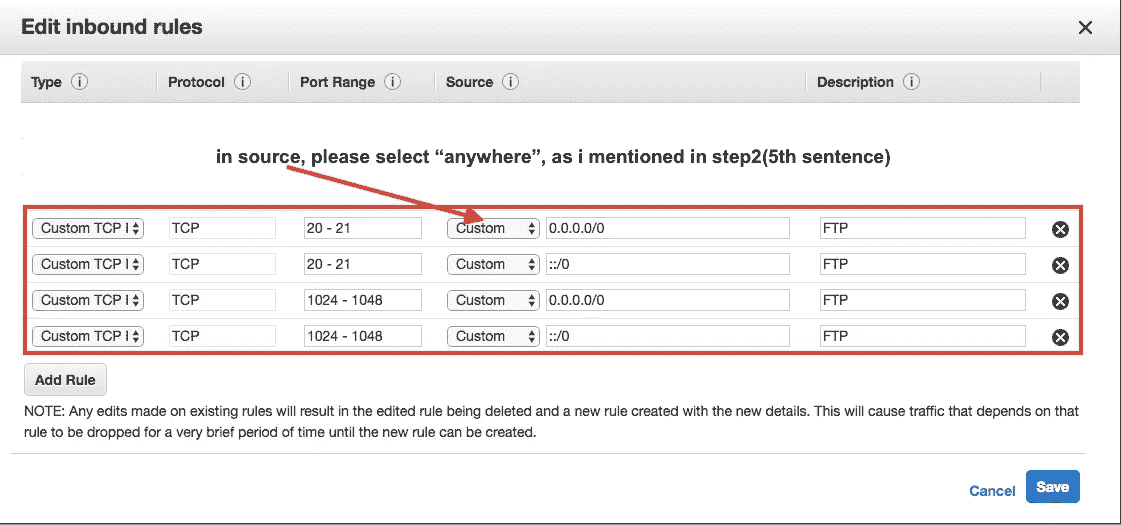 Edit inbound rules
Type Protocol Port Range Source Description
in source, please select “anywhere”, as i mentioned in step2(5th sentence)
Custom TCP TCP 20 - 21 Custom 0.0.0.0/0 FTP
Custom TCP TCP 20 - 21 Custom ::/0 FTP
Custom TCP TCP 1024 - 1048 Custom 0.0.0.0/0 FTP
Custom TCP TCP 1024 - 1048 Custom ::/0 FTP
Add Rule
NOTE: Any edits made on existing rules will result in the edited rule being deleted and a new rule created with the new details. This will cause traffic that depends on that
rule to be dropped for a very brief period of time until the new rule can be created.
Cancel Save